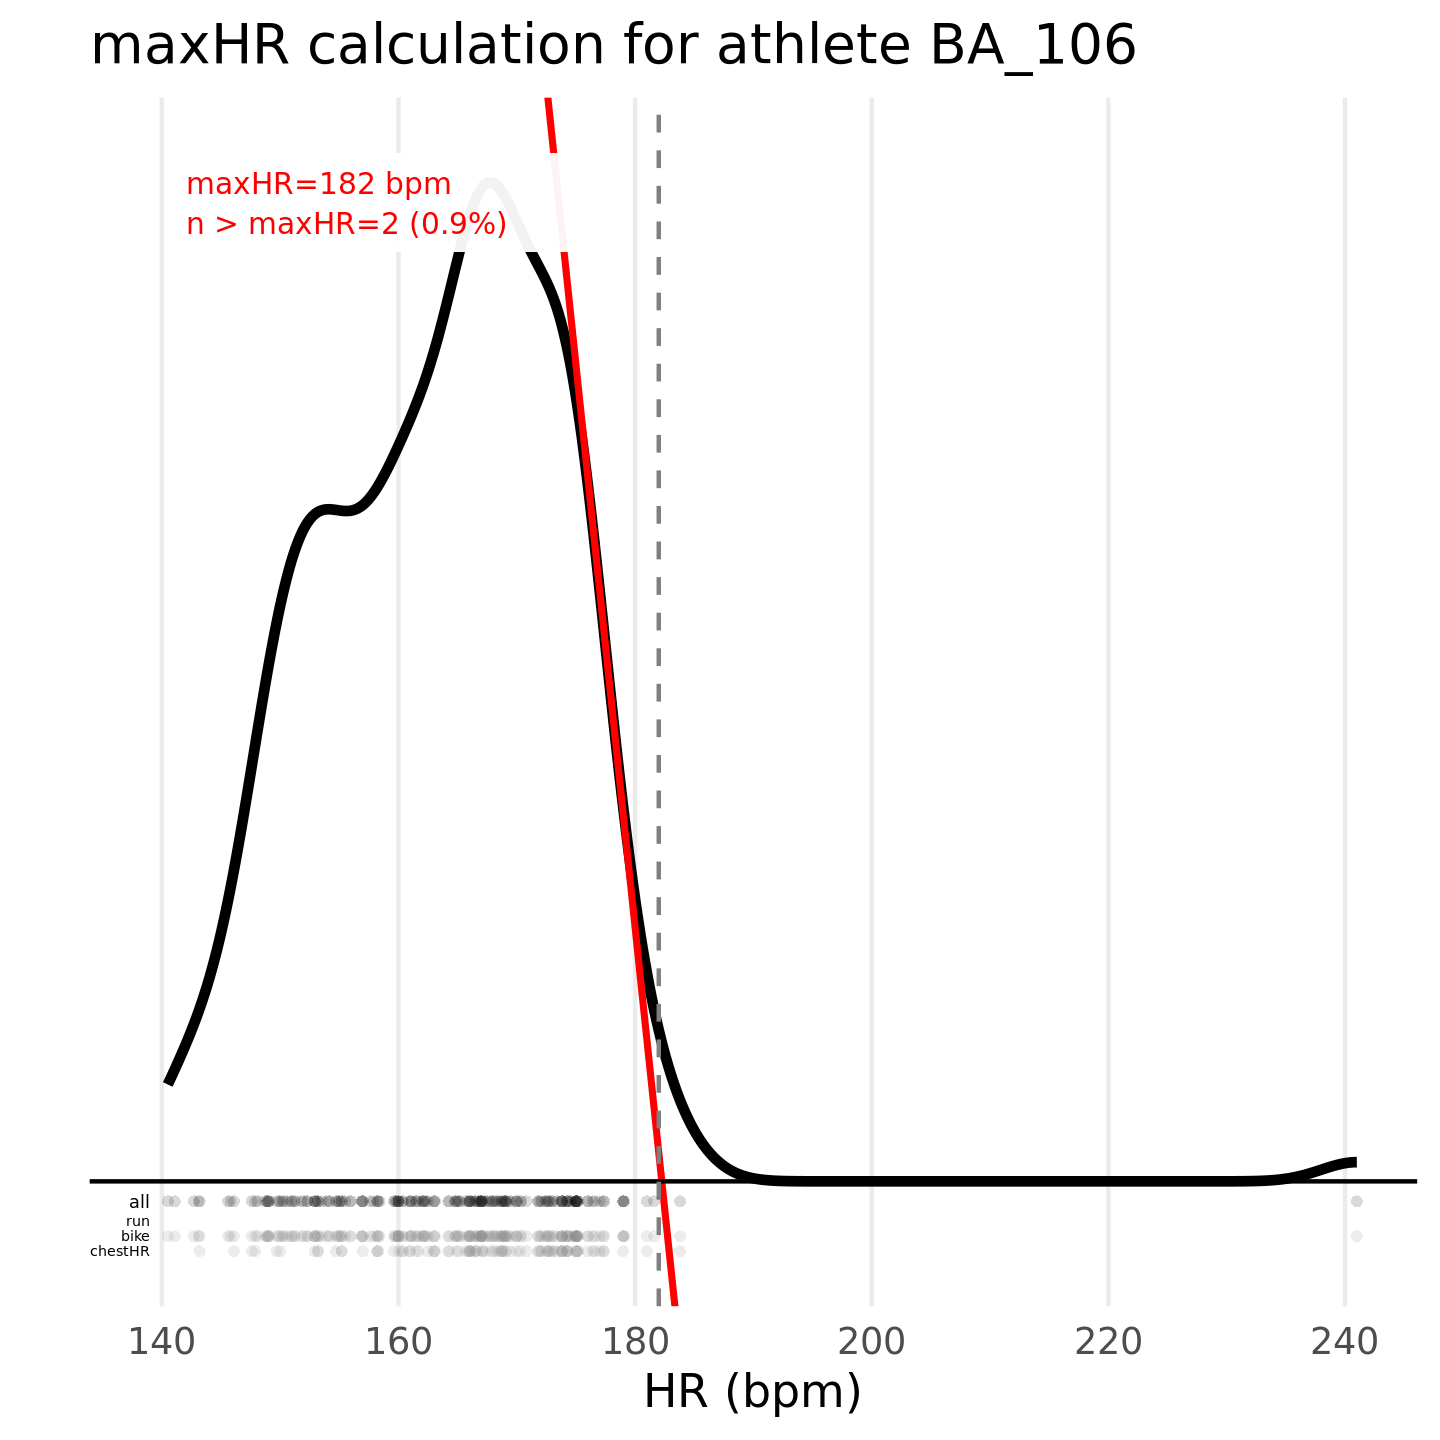 maxHR calculation for athlete BA_106
maxHR=182 bpm
n > maxHR=2 (0.9%)
all
run
bike
chestHR
140 160 180 200 220 240
HR (bpm)